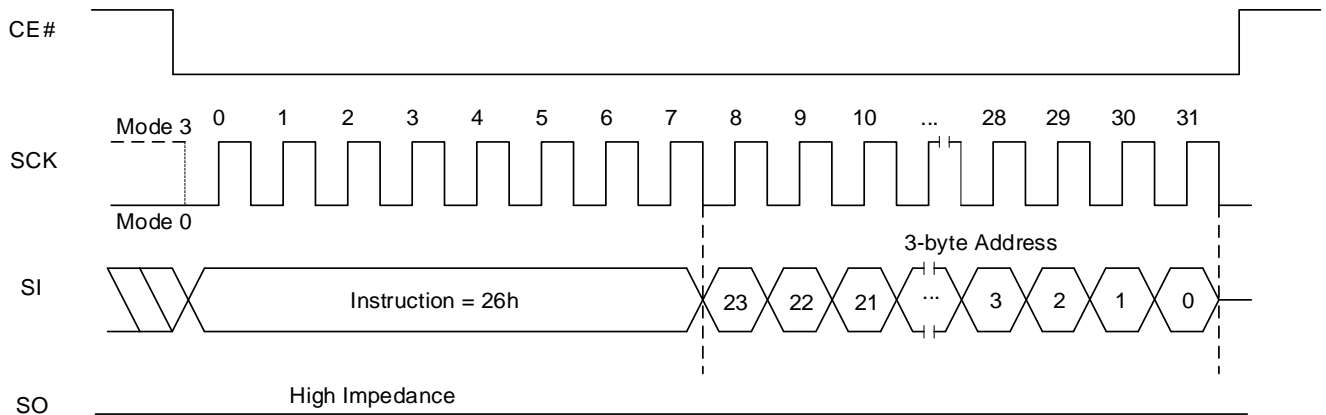 CE#
Mode 3
0 1 2 3 4 5 6 7 8 9 10 ... 28 29 30 31
SCK
Mode 0
3-byte Address
SI
Instruction = 26h
23 22 21 ... 3 2 1 0
SO
High Impedance